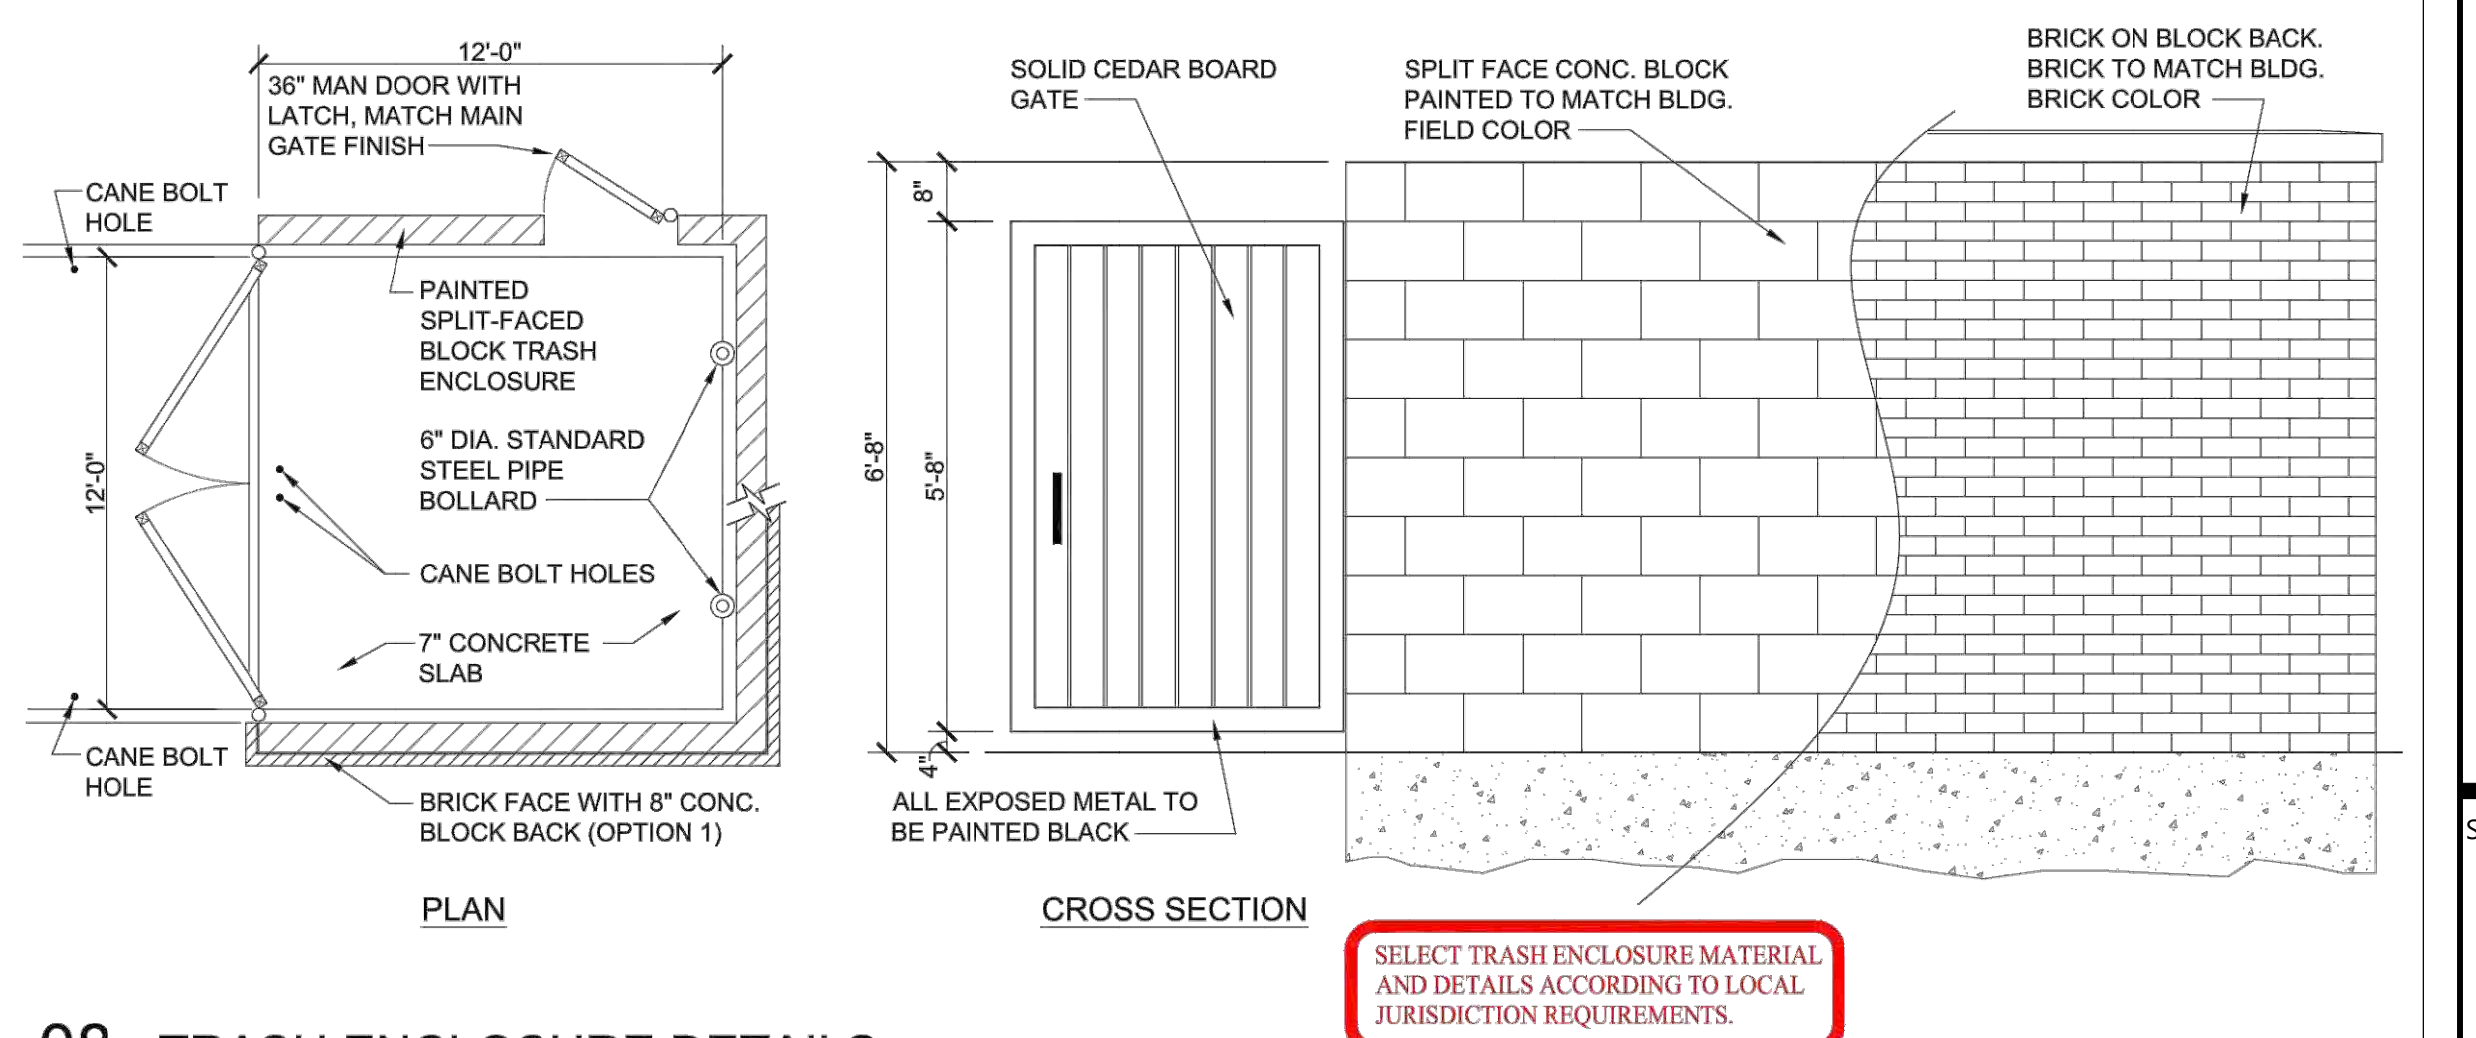 12'-0"
36" MAN DOOR WITH
LATCH, MATCH MAIN
GATE FINISH
CANE BOLT
HOLE
PAINTED
SPLIT-FACED
BLOCK TRASH
ENCLOSURE
6" DIA. STANDARD
STEEL PIPE
BOLLARD
12'-0"
CANE BOLT HOLES
7" CONCRETE
SLAB
CANE BOLT
HOLE
BRICK FACE WITH 8" CONC.
BLOCK BACK (OPTION 1)
PLAN
SOLID CEDAR BOARD
GATE
SPLIT FACE CONC. BLOCK
PAINTED TO MATCH BLDG.
FIELD COLOR
BRICK ON BLOCK BACK.
BRICK TO MATCH BLDG.
BRICK COLOR
8"
6'-8"
5'-8"
4"
ALL EXPOSED METAL TO
BE PAINTED BLACK
CROSS SECTION
SELECT TRASH ENCLOSURE MATERIAL
AND DETAILS ACCORDING TO LOCAL
JURISDICTION REQUIREMENTS.
TRASH ENCLOSURE DETAILS
S